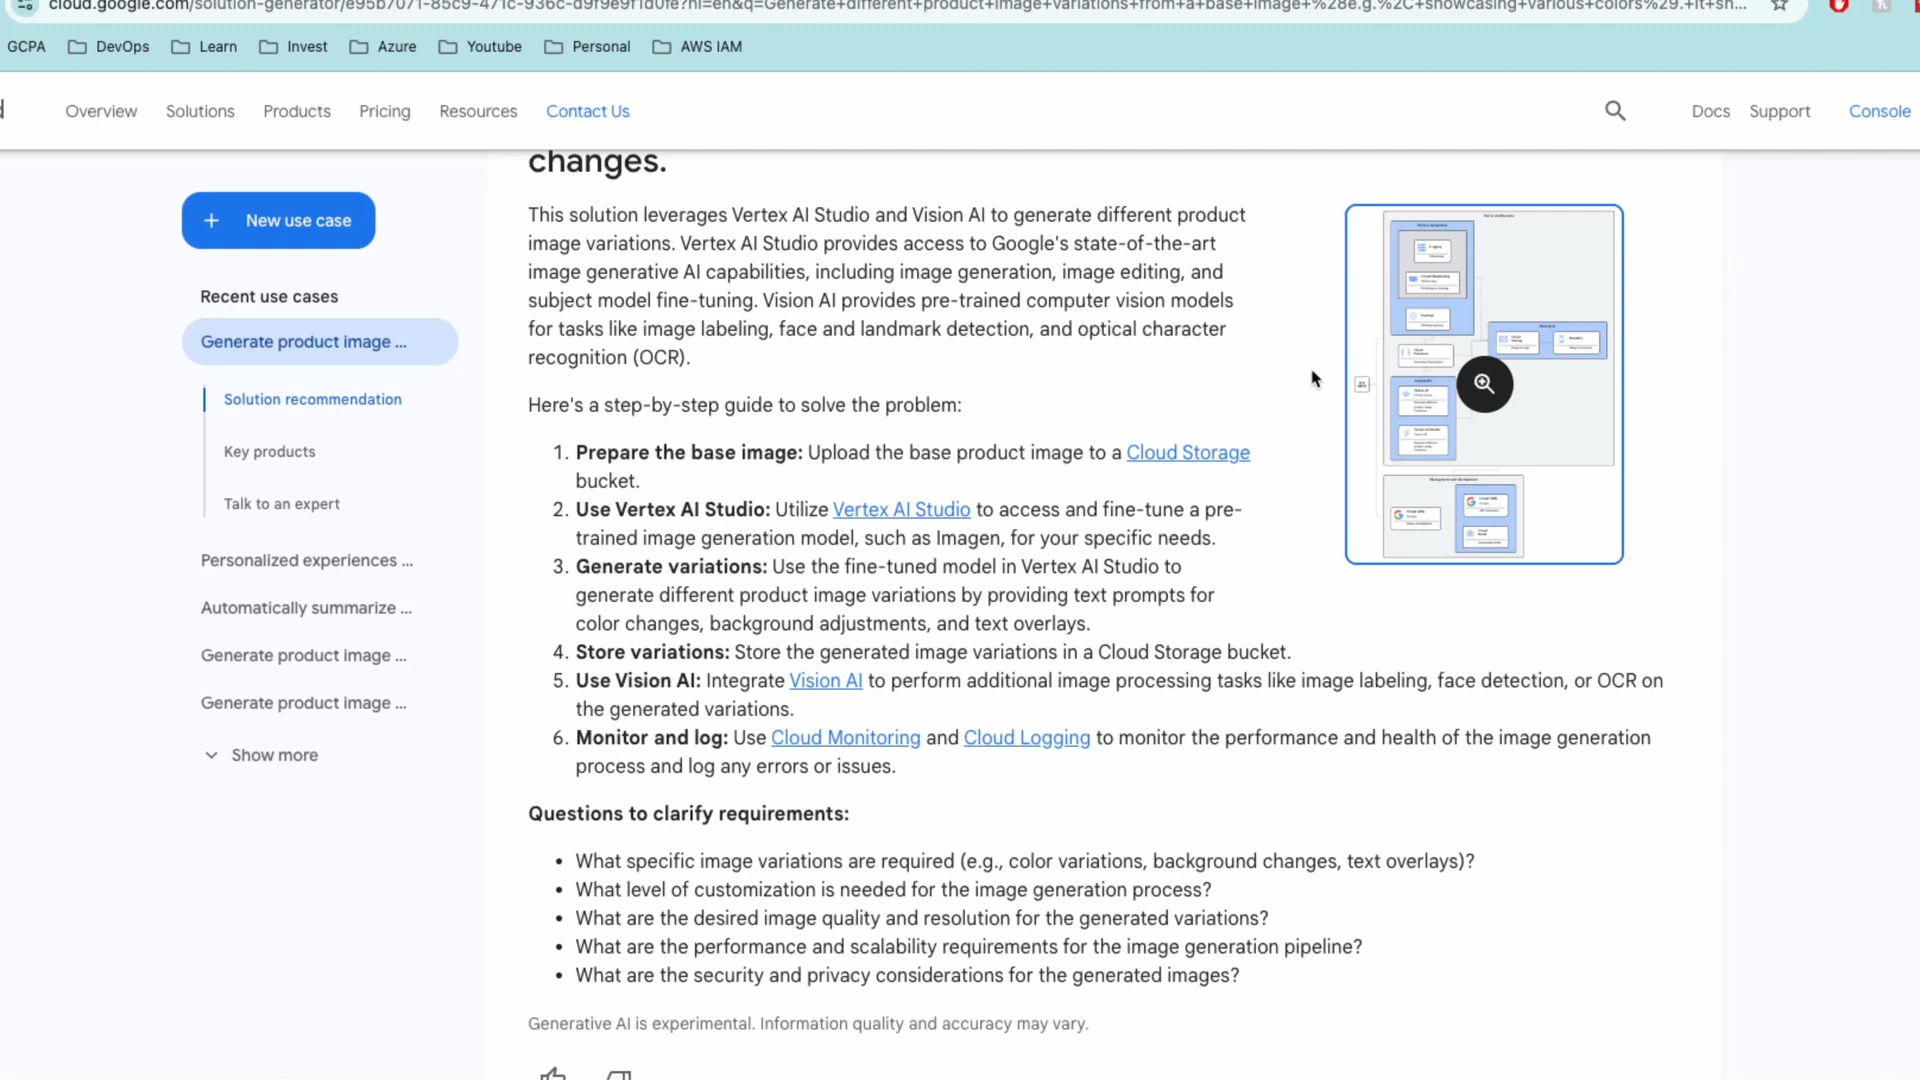 cloud.google.com/solution-generator/e95b7071-85c9-471c-936c-d9f9e9f1d0fe?hl=en&q=Generate+different+product+image+variations+from+a+base+image+%28e.g.%2C+showcasing+various+colors%29.+It+sh...
GCPA DevOps Learn Invest Azure Youtube Personal AWS IAM
Overview Solutions Products Pricing Resources Contact Us Docs Support Console
+ New use case
Recent use cases
Generate product image ...
Solution recommendation
Key products
Talk to an expert
Personalized experiences ...
Automatically summarize ...
Generate product image ...
Generate product image ...
Show more
changes.
This solution leverages Vertex AI Studio and Vision AI to generate different product
image variations. Vertex AI Studio provides access to Google's state-of-the-art
image generative AI capabilities, including image generation, image editing, and
subject model fine-tuning. Vision AI provides pre-trained computer vision models
for tasks like image labeling, face and landmark detection, and optical character
recognition (OCR).
Here's a step-by-step guide to solve the problem:
1. Prepare the base image: Upload the base product image to a Cloud Storage
bucket.
2. Use Vertex AI Studio: Utilize Vertex AI Studio to access and fine-tune a pre-
trained image generation model, such as Imagen, for your specific needs.
3. Generate variations: Use the fine-tuned model in Vertex AI Studio to
generate different product image variations by providing text prompts for
color changes, background adjustments, and text overlays.
4. Store variations: Store the generated image variations in a Cloud Storage bucket.
5. Use Vision AI: Integrate Vision AI to perform additional image processing tasks like image labeling, face detection, or OCR on
the generated variations.
6. Monitor and log: Use Cloud Monitoring and Cloud Logging to monitor the performance and health of the image generation
process and log any errors or issues.
Questions to clarify requirements:
• What specific image variations are required (e.g., color variations, background changes, text overlays)?
• What level of customization is needed for the image generation process?
• What are the desired image quality and resolution for the generated variations?
• What are the performance and scalability requirements for the image generation pipeline?
• What are the security and privacy considerations for the generated images?
Generative AI is experimental. Information quality and accuracy may vary.